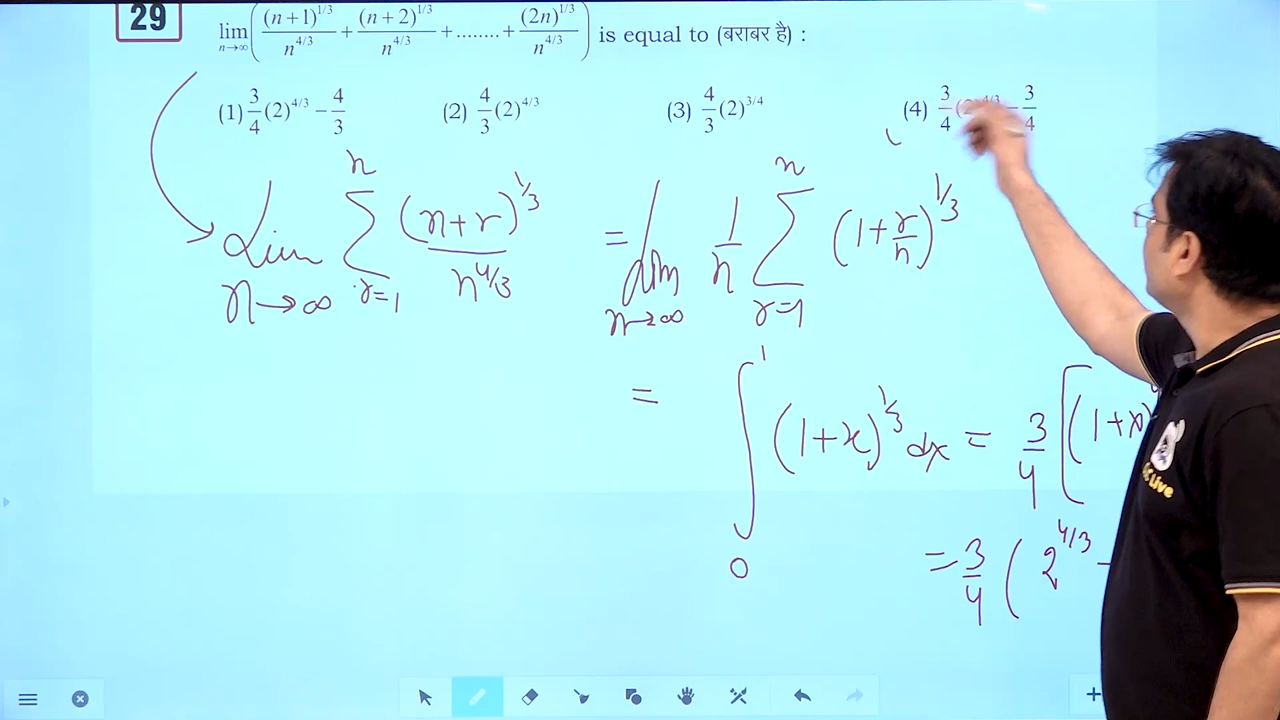 29
lim n→∞ ( (n+1)^1/3 / n^4/3 + (n+2)^1/3 / n^4/3 + ........ + (2n)^1/3 / n^4/3 ) is equal to (बराबर है) :
(1) 3/4 (2)^4/3 − 4/3 (2) 4/3 (2)^4/3 (3) 4/3 (2)^3/4 (4) 3/4 − 3/4
Lim n→∞ Σ r=1 n (n+r)^1/3 / n^4/3 = Lim n→∞ 1/n Σ r=1 n (1+r/n)^1/3
= ∫ 0 1 (1+x)^1/3 dx = 3/4 [ (1+x)
= 3/4 ( 2^4/3 −
Live